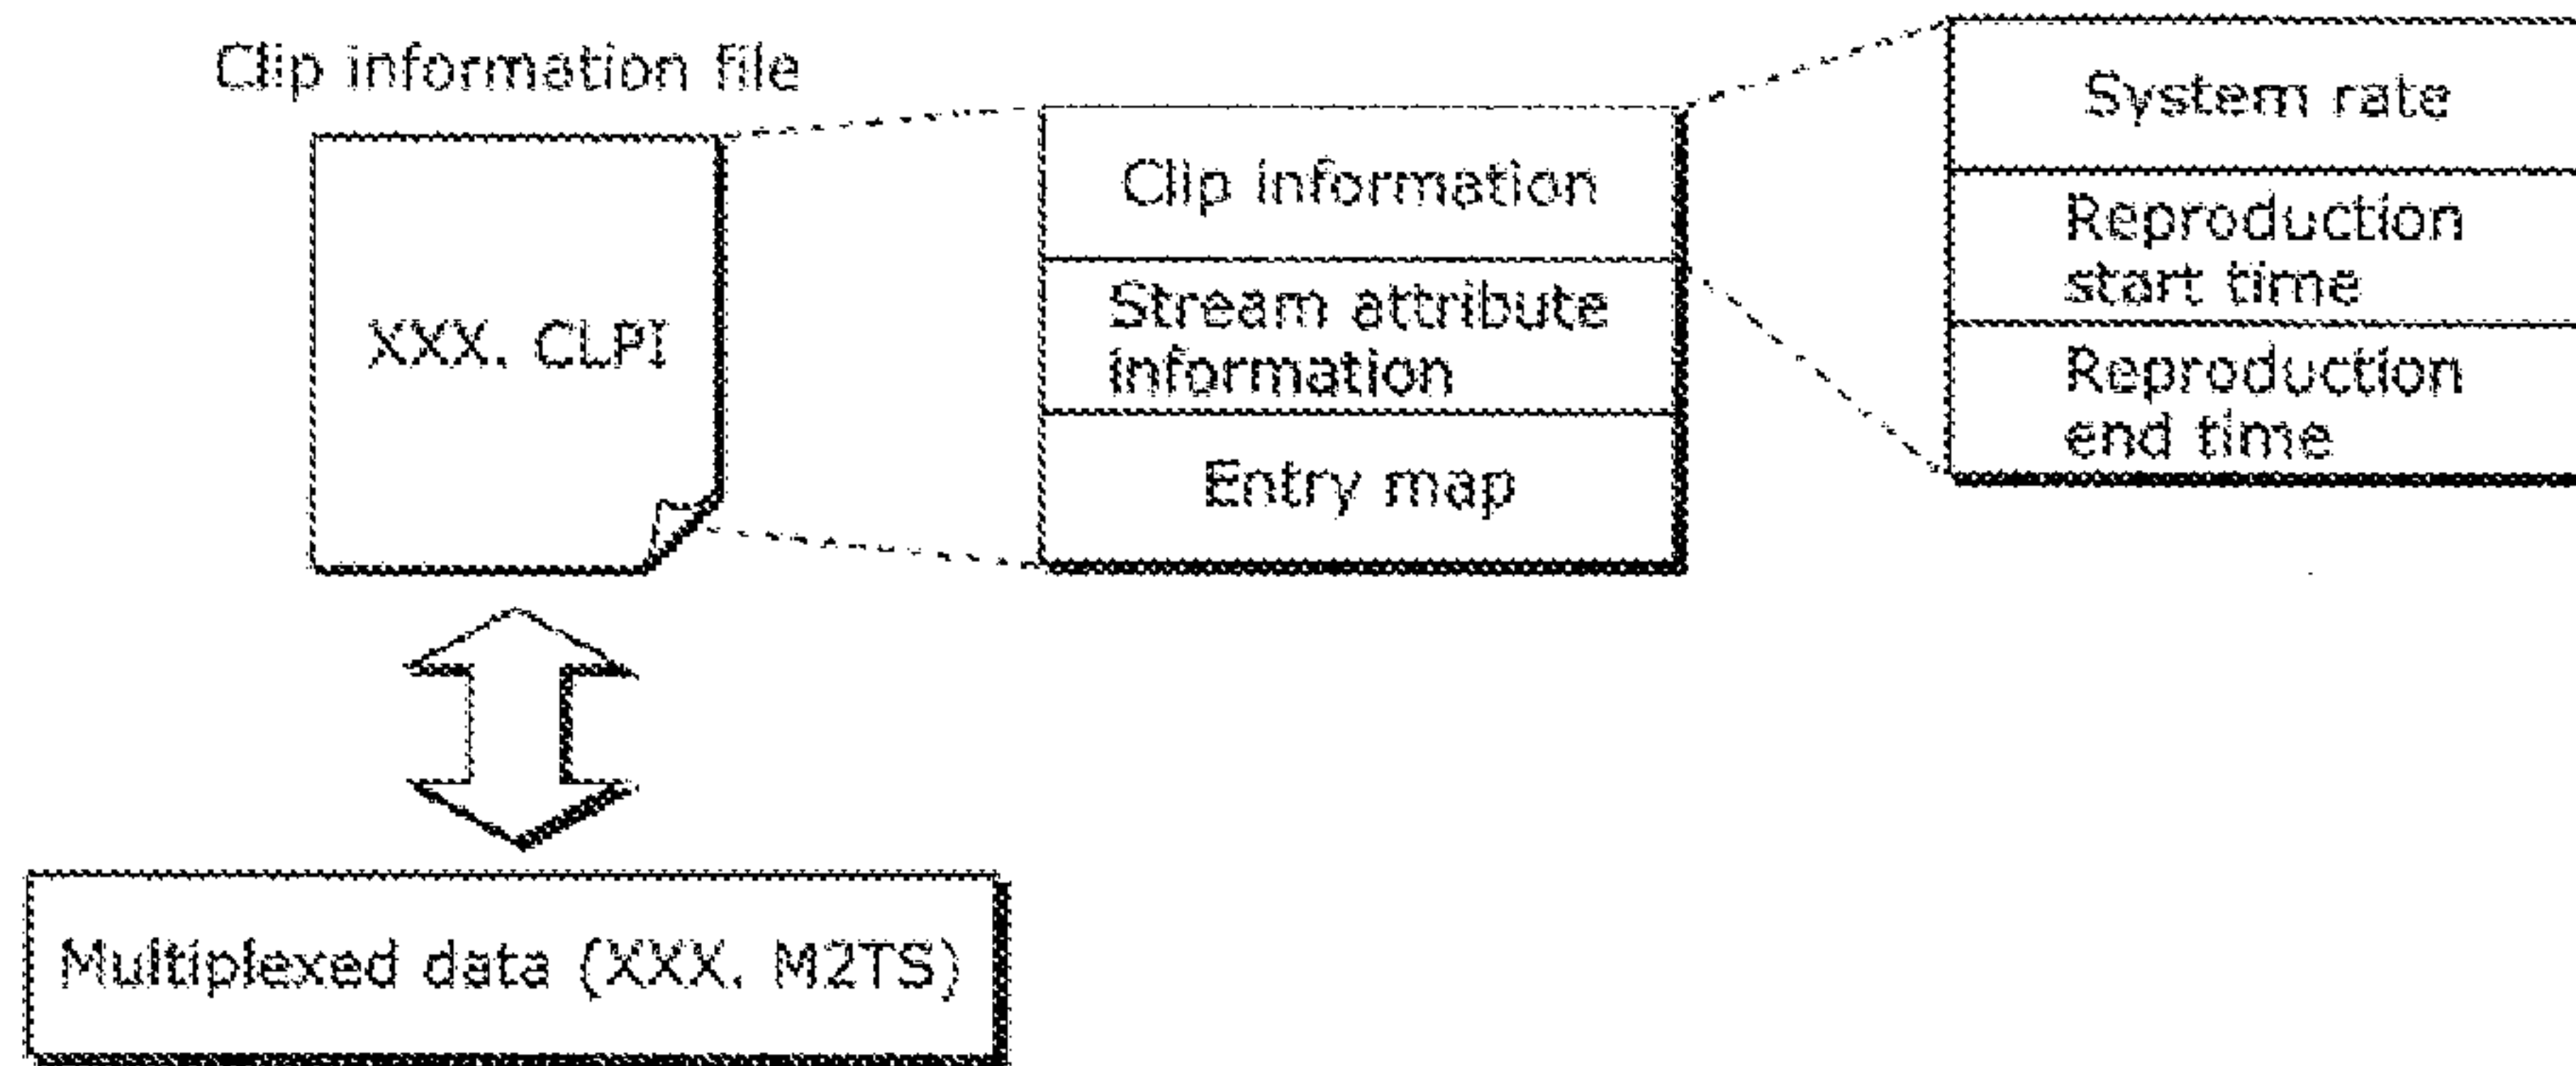 Clip information file
XXX. CLPI
Clip information
Stream attribute
information
Entry map
System rate
Reproduction
start time
Reproduction
end time
Multiplexed data (XXX. M2TS)